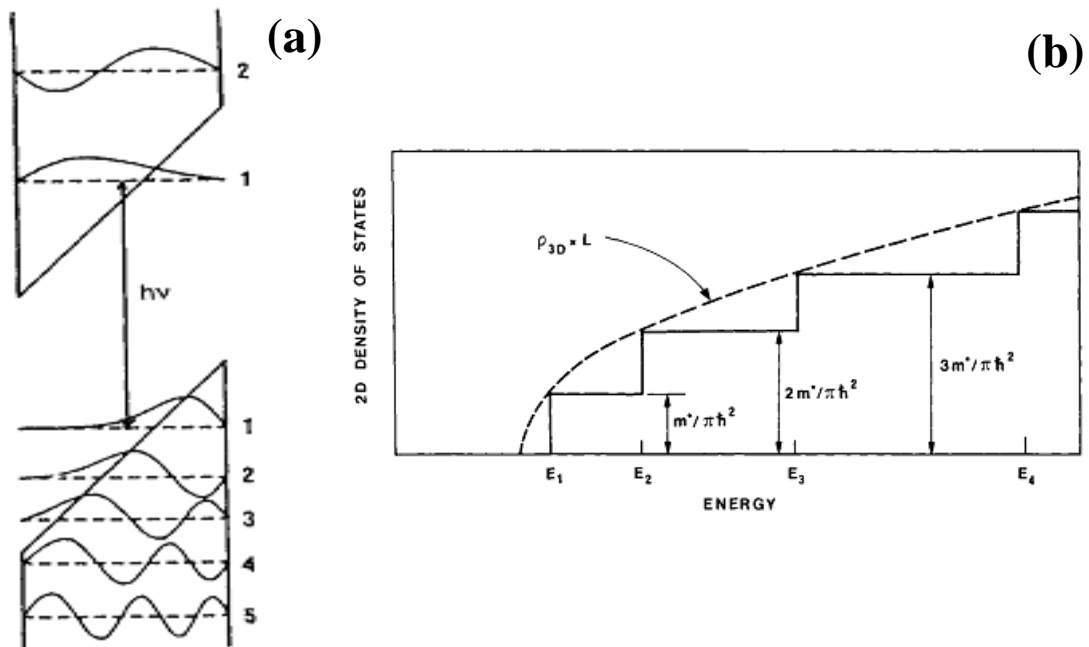 (a)
2
1
hν
1
2
3
4
5
(b)
2D DENSITY OF STATES
ρ3D × L
m*/πħ²
2m*/πħ²
3m*/πħ²
E1
E2
E3
E4
ENERGY